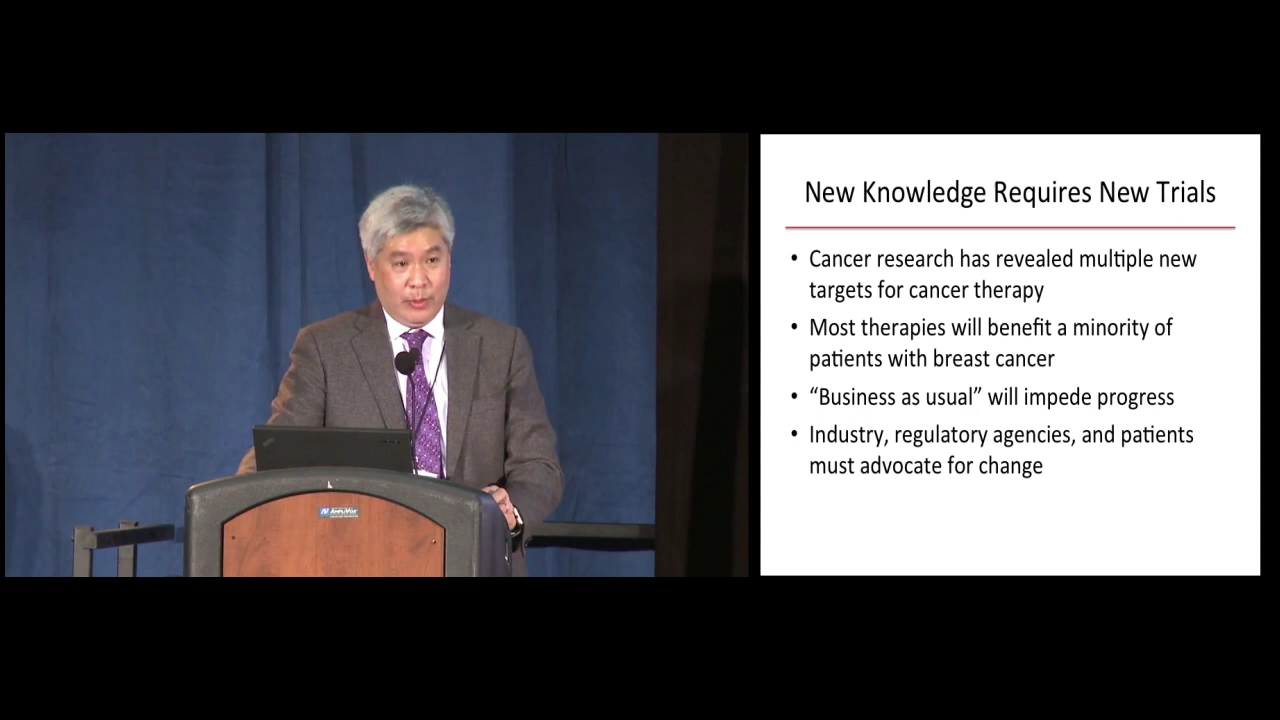 New Knowledge Requires New Trials
• Cancer research has revealed multiple new
targets for cancer therapy
• Most therapies will benefit a minority of
patients with breast cancer
• “Business as usual” will impede progress
• Industry, regulatory agencies, and patients
must advocate for change
AmpliVox